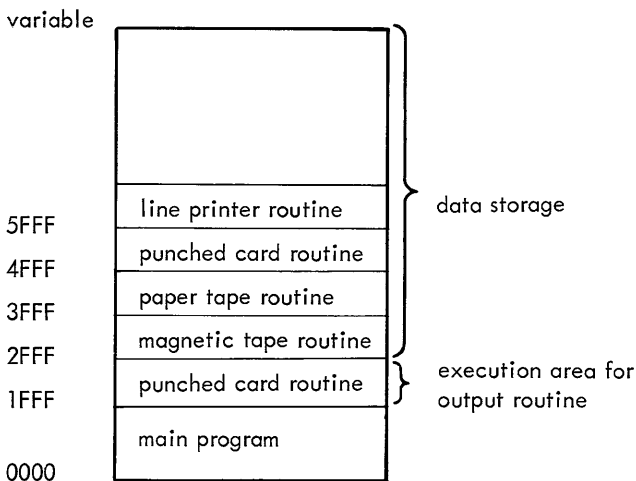 variable
line printer routine
data storage
5FFF
punched card routine
4FFF
paper tape routine
3FFF
magnetic tape routine
2FFF
punched card routine
execution area for
output routine
1FFF
main program
0000